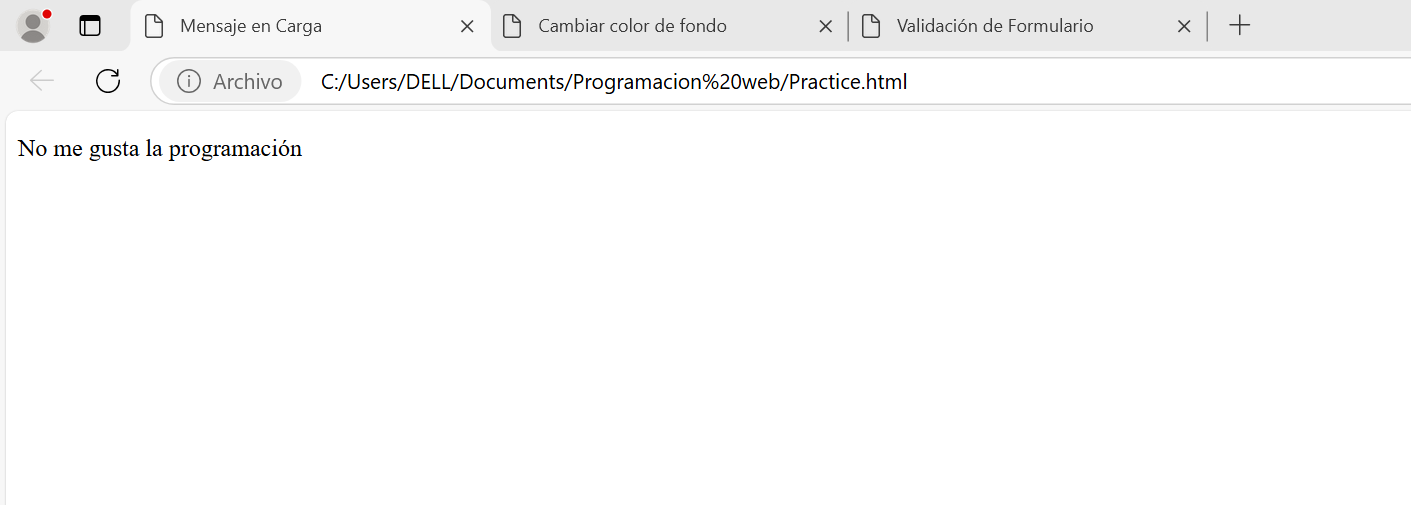 Mensaje en Carga
Cambiar color de fondo
Validación de Formulario
Archivo
C:/Users/DELL/Documents/Programacion%20web/Practice.html
No me gusta la programación